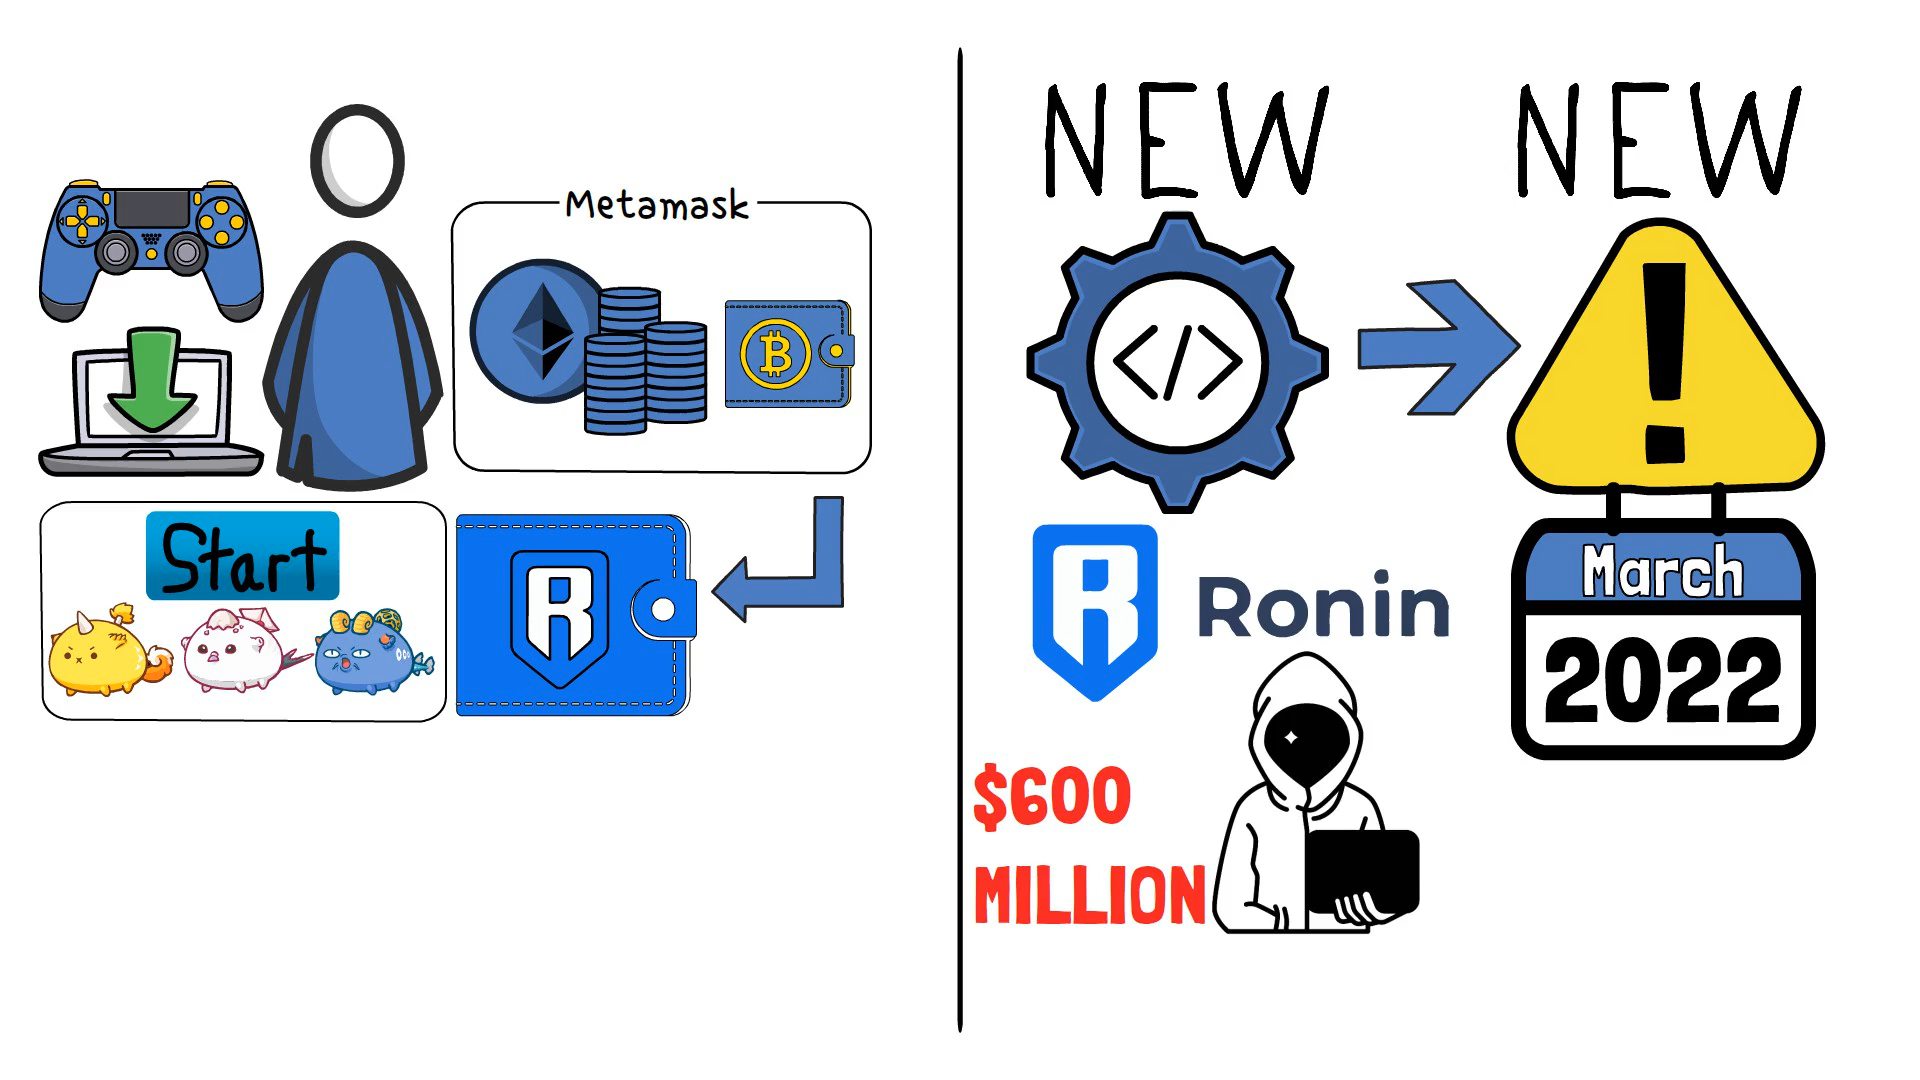 Metamask
Start
NEW
NEW
Ronin
March
2022
$600
MILLION